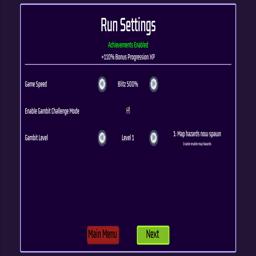 Run Settings
Achievements Enabled
+110% Bonus Progression XP
Game Speed
Blitz 500%
Enable Gambit Challenge Mode
Gambit Level
Level 1
1. Map hazards now spawn
Main Menu
Next